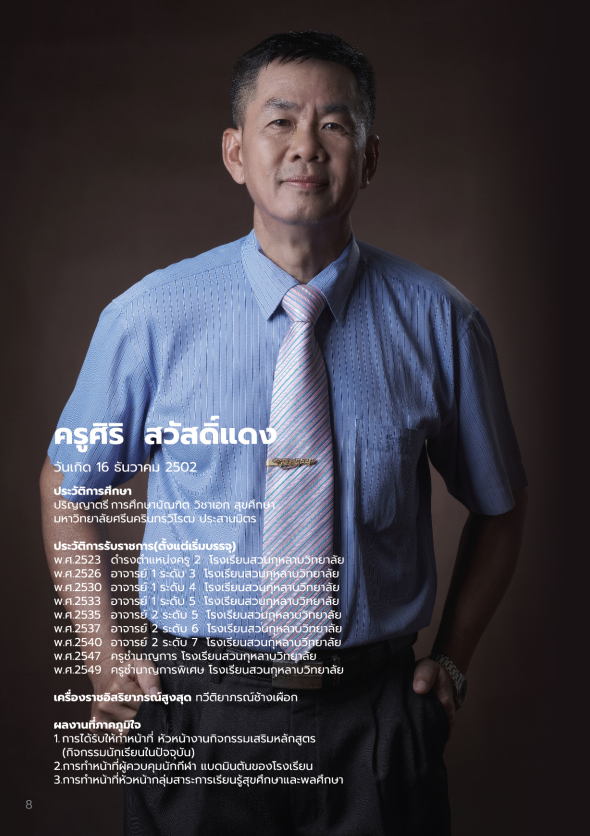 ครูศิริ สวัสดิ์แดง
วันเกิด 16 ธันวาคม 2502
ประวัติการศึกษา
ปริญญาตรี การศึกษาบัณฑิต วิชาเอก สุขศึกษา
มหาวิทยาลัยศรีนครินทรวิโรฒ ประสานมิตร
ประวัติการรับราชการ(ตั้งแต่เริ่มบรรจุ)
พ.ศ.2523 ดำรงตำแหน่งครู 2 โรงเรียนสวนกุหลาบวิทยาลัย
พ.ศ.2526 อาจารย์ 1 ระดับ 3 โรงเรียนสวนกุหลาบวิทยาลัย
พ.ศ.2530 อาจารย์ 1 ระดับ 4 โรงเรียนสวนกุหลาบวิทยาลัย
พ.ศ.2533 อาจารย์ 1 ระดับ 5 โรงเรียนสวนกุหลาบวิทยาลัย
พ.ศ.2535 อาจารย์ 2 ระดับ 5 โรงเรียนสวนกุหลาบวิทยาลัย
พ.ศ.2537 อาจารย์ 2 ระดับ 6 โรงเรียนสวนกุหลาบวิทยาลัย
พ.ศ.2540 อาจารย์ 2 ระดับ 7 โรงเรียนสวนกุหลาบวิทยาลัย
พ.ศ.2547 ครูชำนาญการ โรงเรียนสวนกุหลาบวิทยาลัย
พ.ศ.2549 ครูชำนาญการพิเศษ โรงเรียนสวนกุหลาบวิทยาลัย
เครื่องราชอิสริยาภรณ์สูงสุด ทวีติยาภรณ์ช้างเผือก
ผลงานที่ภาคภูมิใจ
1. การได้รับให้ทำหน้าที่ หัวหน้างานกิจกรรมเสริมหลักสูตร
(กิจกรรมนักเรียนในปัจจุบัน)
2.การทำหน้าที่ผู้ควบคุมนักกีฬา แบดมินตันของโรงเรียน
3.การทำหน้าที่หัวหน้ากลุ่มสาระการเรียนรู้สุขศึกษาและพลศึกษา
8